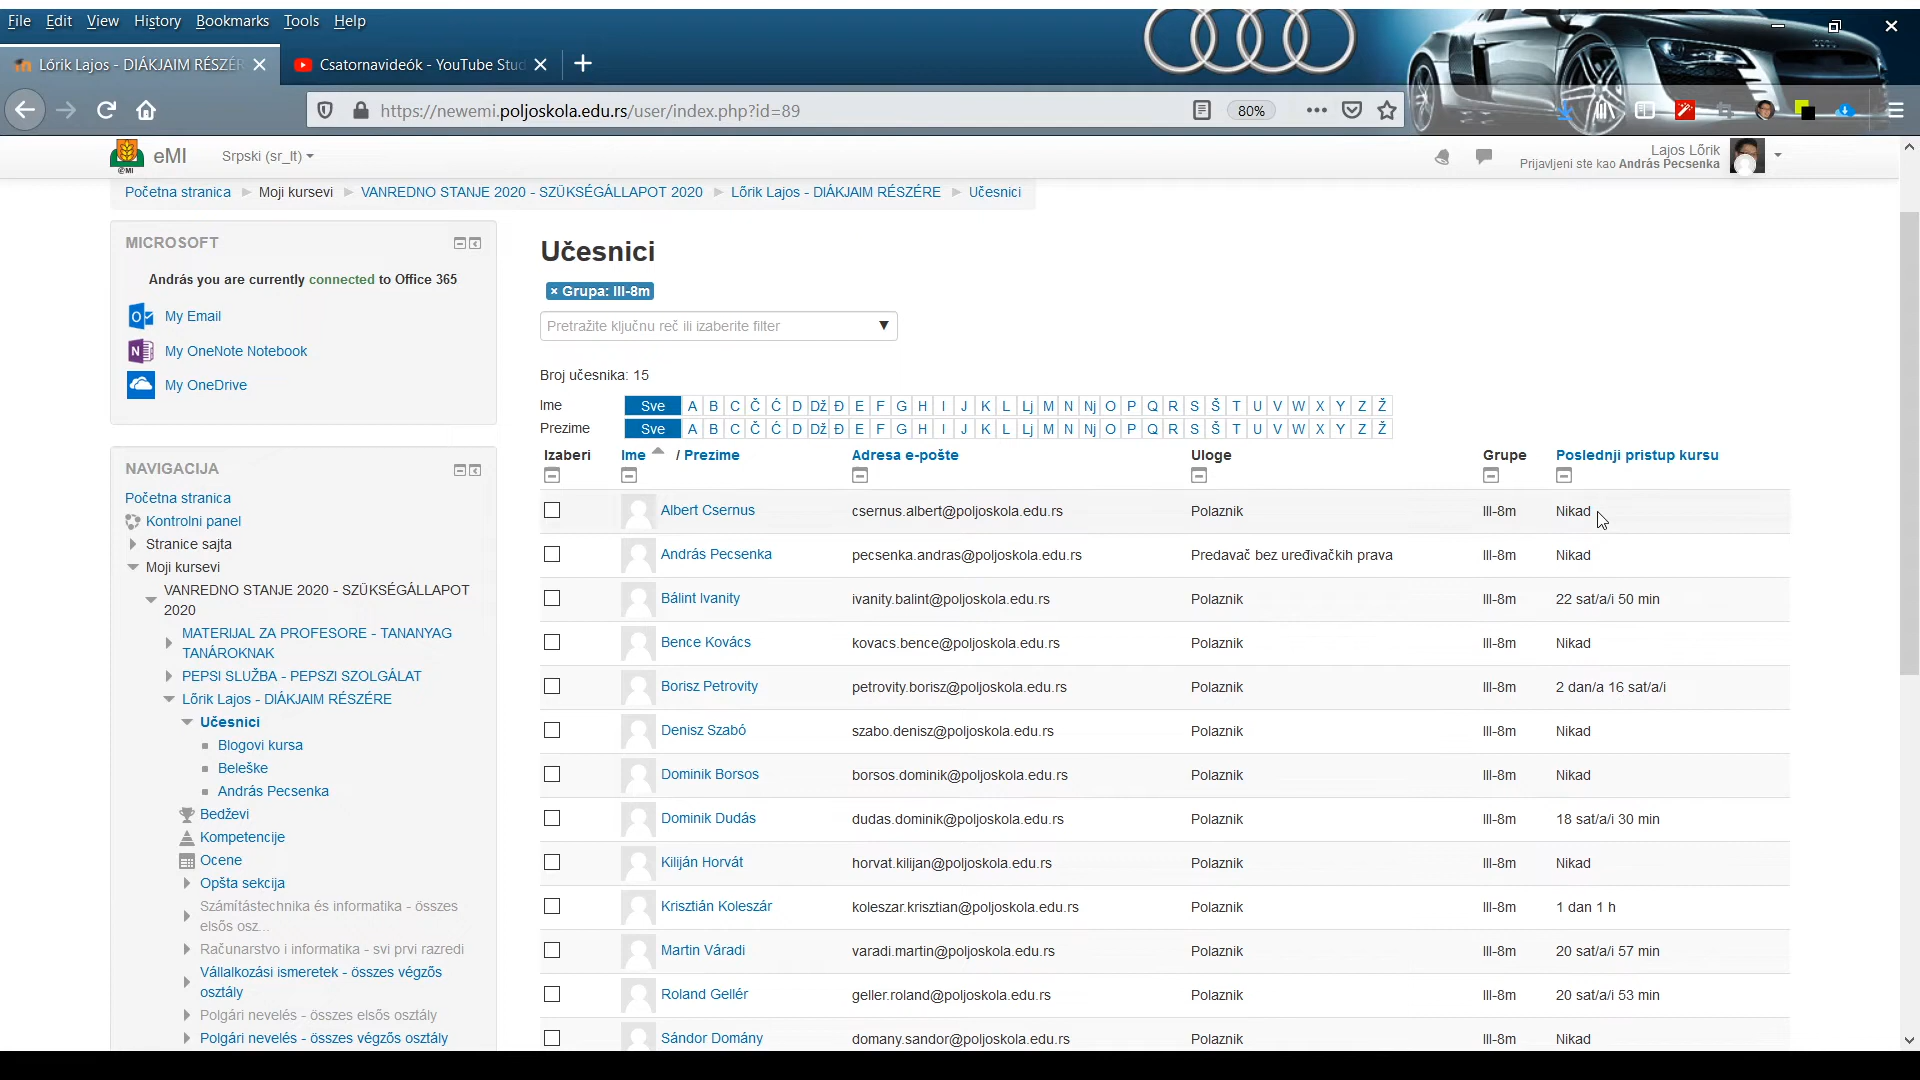 File Edit View History Bookmarks Tools Help
Lőrik Lajos - DIÁKJAIM RÉSZÉR
Csatornavideók - YouTube Stud
https://newemi.poljoskola.edu.rs/user/index.php?id=89
80%
eMI
Srpski (sr_lt)
Lajos Lőrik
Prijavljeni ste kao András Pecsenka
Početna stranica Moji kursevi VANREDNO STANJE 2020 - SZÜKSÉGÁLLAPOT 2020 Lőrik Lajos - DIÁKJAIM RÉSZÉRE Učesnici
MICROSOFT
András you are currently connected to Office 365
My Email
My OneNote Notebook
My OneDrive
NAVIGACIJA
Početna stranica
Kontrolni panel
Stranice sajta
Moji kursevi
VANREDNO STANJE 2020 - SZÜKSÉGÁLLAPOT
2020
MATERIJAL ZA PROFESORE - TANANYAG
TANÁROKNAK
PEPSI SLUŽBA - PEPSZI SZOLGÁLAT
Lőrik Lajos - DIÁKJAIM RÉSZÉRE
Učesnici
Blogovi kursa
Beleške
András Pecsenka
Bedževi
Kompetencije
Ocene
Opšta sekcija
Számítástechnika és informatika - összes
elsős osz...
Računarstvo i informatika - svi prvi razredi
Vállalkozási ismeretek - összes végzős
osztály
Polgári nevelés - összes elsős osztály
Polgári nevelés - összes végzős osztály
Učesnici
× Grupa: III-8m
Pretražite ključnu reč ili izaberite filter
Broj učesnika: 15
Ime Sve A B C Č Ć D Dž Đ E F G H I J K L Lj M N Nj O P Q R S Š T U V W X Y Z Ž
Prezime Sve A B C Č Ć D Dž Đ E F G H I J K L Lj M N Nj O P Q R S Š T U V W X Y Z Ž
Izaberi Ime / Prezime Adresa e-pošte Uloge Grupe Poslednji pristup kursu
Albert Csernus csernus.albert@poljoskola.edu.rs Polaznik III-8m Nikad
András Pecsenka pecsenka.andras@poljoskola.edu.rs Predavač bez uređivačkih prava III-8m Nikad
Bálint Ivanity ivanity.balint@poljoskola.edu.rs Polaznik III-8m 22 sat/a/i 50 min
Bence Kovács kovacs.bence@poljoskola.edu.rs Polaznik III-8m Nikad
Borisz Petrovity petrovity.borisz@poljoskola.edu.rs Polaznik III-8m 2 dan/a 16 sat/a/i
Denisz Szabó szabo.denisz@poljoskola.edu.rs Polaznik III-8m Nikad
Dominik Borsos borsos.dominik@poljoskola.edu.rs Polaznik III-8m Nikad
Dominik Dudás dudas.dominik@poljoskola.edu.rs Polaznik III-8m 18 sat/a/i 30 min
Kiliján Horvát horvat.kilijan@poljoskola.edu.rs Polaznik III-8m Nikad
Krisztián Koleszár koleszar.krisztian@poljoskola.edu.rs Polaznik III-8m 1 dan 1 h
Martin Váradi varadi.martin@poljoskola.edu.rs Polaznik III-8m 20 sat/a/i 57 min
Roland Gellér geller.roland@poljoskola.edu.rs Polaznik III-8m 20 sat/a/i 53 min
Sándor Domány domany.sandor@poljoskola.edu.rs Polaznik III-8m Nikad